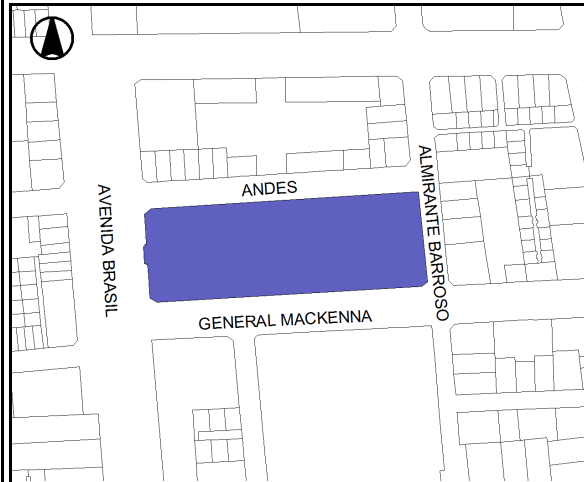 ANDES
AVENIDA BRASIL
ALMIRANTE BARROSO
GENERAL MACKENNA